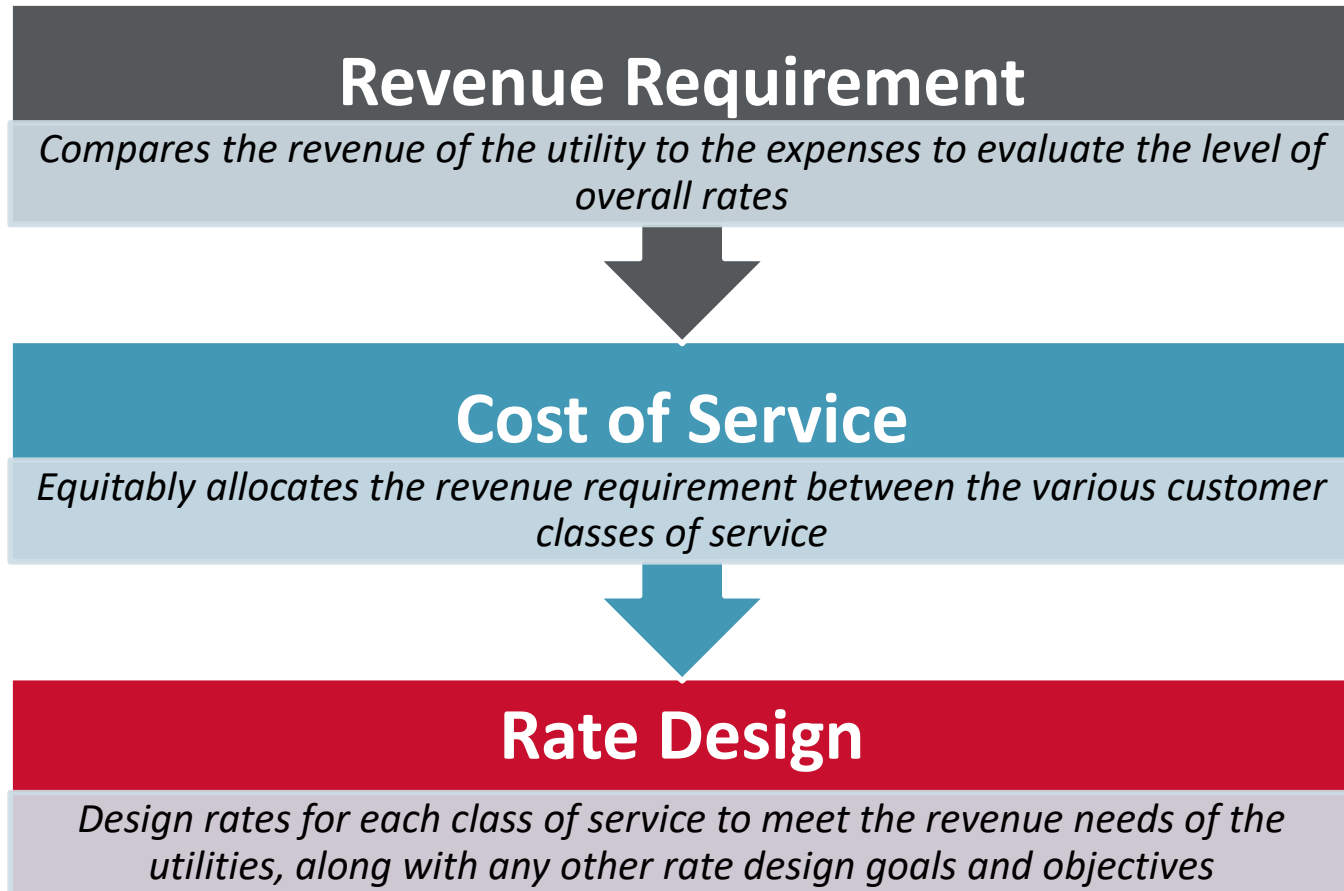 Revenue Requirement
Compares the revenue of the utility to the expenses to evaluate the level of
overall rates
Cost of Service
Equitably allocates the revenue requirement between the various customer
classes of service
Rate Design
Design rates for each class of service to meet the revenue needs of the
utilities, along with any other rate design goals and objectives